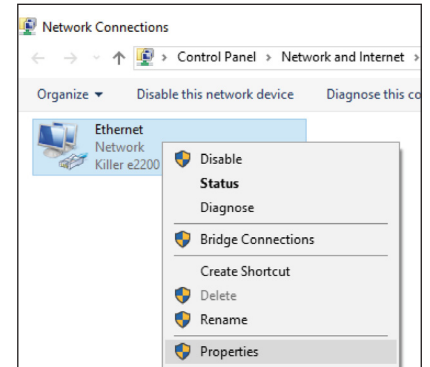 Network Connections
Control Panel > Network and Internet >
Organize Disable this network device Diagnose this co
Ethernet
Network
Killer e2200
Disable
Status
Diagnose
Bridge Connections
Create Shortcut
Delete
Rename
Properties